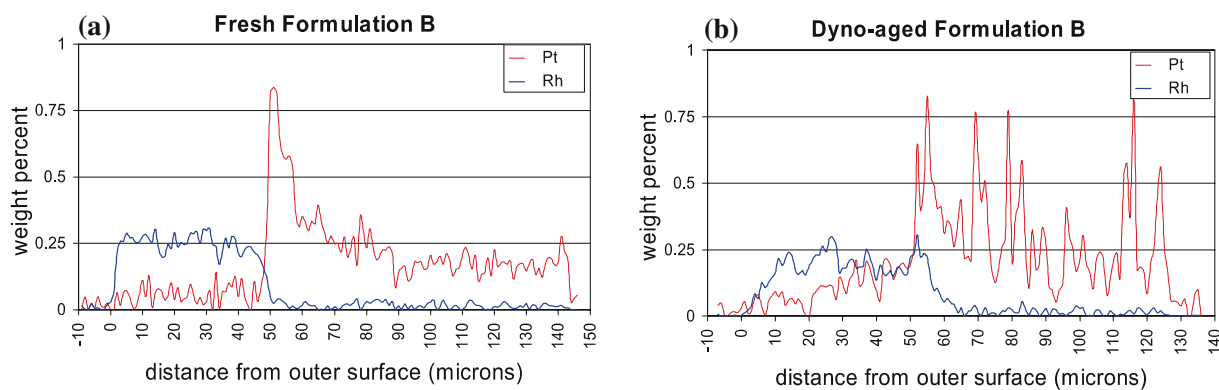 (a) Fresh Formulation B
1
0.75
0.5
0.25
0
weight percent
Pt
Rh
-10 0 10 20 30 40 50 60 70 80 90 100 110 120 130 140 150
distance from outer surface (microns)
(b) Dyno-aged Formulation B
1
0.75
0.5
0.25
0
weight percent
Pt
Rh
-10 0 10 20 30 40 50 60 70 80 90 100 110 120 130 140
distance from outer surface (microns)